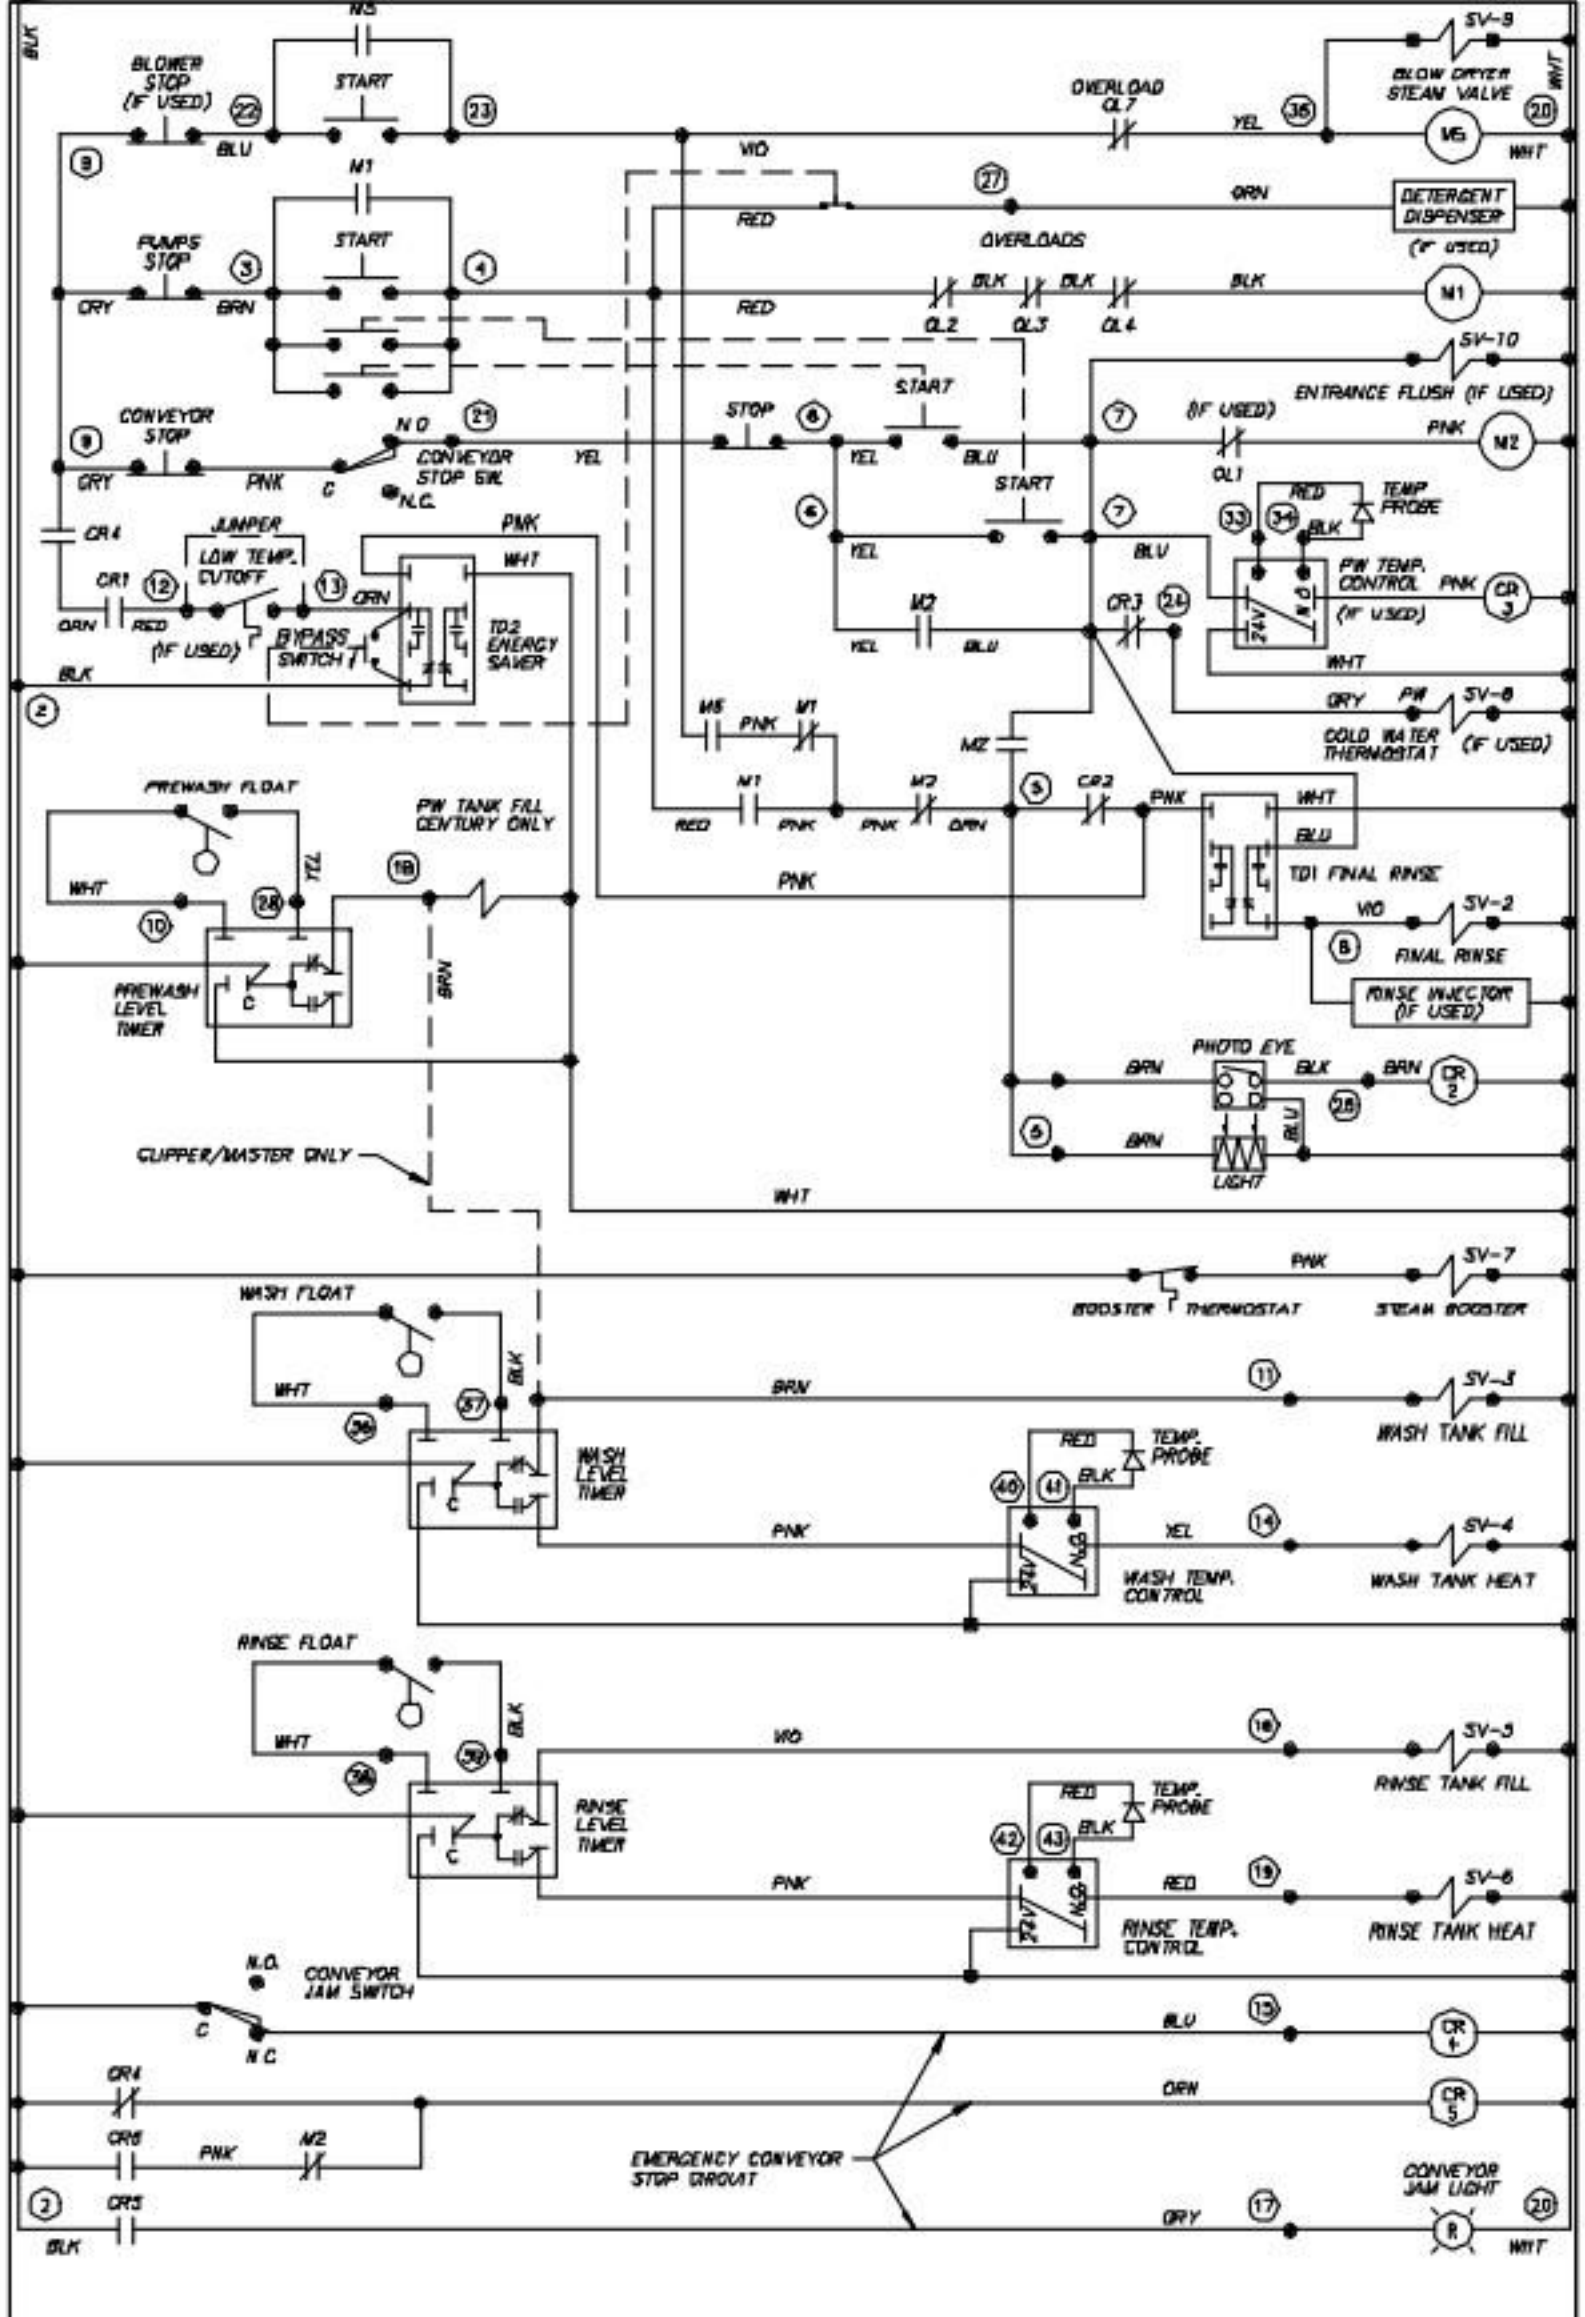 BLK
BLOWER
STOP
(IF USED)
22
BLU
START
23
VIO
OVERLOAD
OL7
YEL
SV-9
BLOW DRYER
STEAM VALVE
WHT
20
WHT
9
M1
RED
27
ORN
DETERGENT
DISPENSER
(IF USED)
PUMPS
STOP
3
START
4
OVERLOADS
GRY
BRN
RED
OL2
BLK
OL3
BLK
OL4
BLK
M1
SV-10
ENTRANCE FLUSH (IF USED)
9
CONVEYOR
STOP
GRY
PNK
C
N.O
N.C.
CONVEYOR
STOP SW.
21
YEL
STOP
6
START
YEL
BLU
7
(IF USED)
OL1
PNK
M2
START
6
YEL
7
BLU
33
34
RED
BLK
TEMP
PROBE
PW TEMP.
CONTROL
(IF USED)
24V
N.O
PNK
CR
3
WHT
CR4
CR1
ORN
RED
12
JUMPER
LOW TEMP.
CUTOFF
(IF USED)
13
ORN
PNK
WHT
BYPASS
SWITCH
TD2
ENERGY
SAVER
M2
YEL
BLU
CR3
24
BLK
2
GRY
PW
SV-8
COLD WATER
THERMOSTAT
(IF USED)
PNK
M1
M2
M1
RED
PNK
PNK
M2
ORN
5
CR2
PNK
WHT
BLU
TD1 FINAL RINSE
PNK
PREWASH FLOAT
WHT
YEL
10
28
PW TANK FILL
CENTURY ONLY
18
BRN
PREWASH
LEVEL
TIMER
C
VIO
SV-2
8
FINAL RINSE
RINSE INJECTOR
(IF USED)
PHOTO EYE
BRN
BLK
25
BRN
CR
2
5
BRN
BLU
LIGHT
CLIPPER/MASTER ONLY
WHT
PNK
SV-7
BOOSTER THERMOSTAT
STEAM BOOSTER
WASH FLOAT
WHT
BLK
36
37
WASH
LEVEL
TIMER
C
BRN
11
SV-3
WASH TANK FILL
RED
TEMP.
PROBE
40
41
BLK
PNK
24V
N.O.
YEL
14
SV-4
WASH TEMP.
CONTROL
WASH TANK HEAT
RINSE FLOAT
WHT
BLK
38
39
RINSE
LEVEL
TIMER
C
VIO
SV-5
RINSE TANK FILL
RED
TEMP.
PROBE
42
43
BLK
PNK
24V
N.O.
RED
19
SV-6
RINSE TEMP.
CONTROL
RINSE TANK HEAT
N.O.
CONVEYOR
JAM SWITCH
C
N.C
BLU
15
CR
4
CR4
ORN
CR
5
PNK
M2
EMERGENCY CONVEYOR
STOP CIRCUIT
2
CR5
BLK
GRY
17
CONVEYOR
JAM LIGHT
R
20
WHT